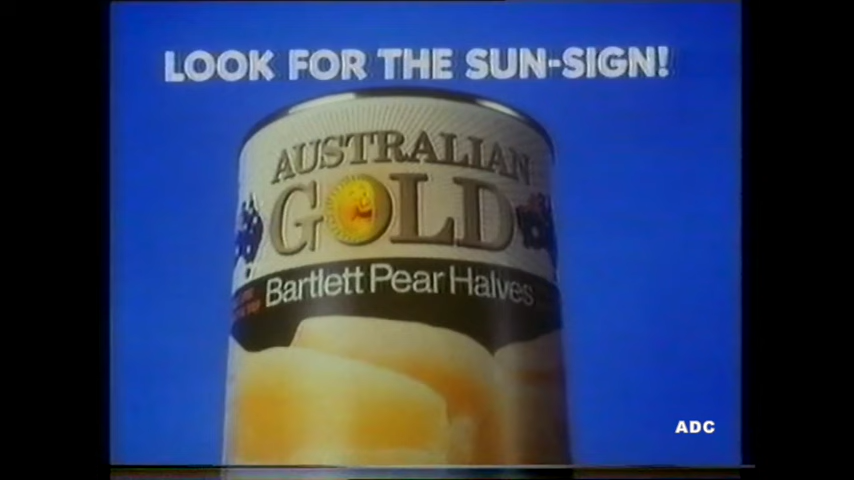 LOOK FOR THE SUN-SIGN!
AUSTRALIAN
GOLD
Bartlett Pear Halves
ADC